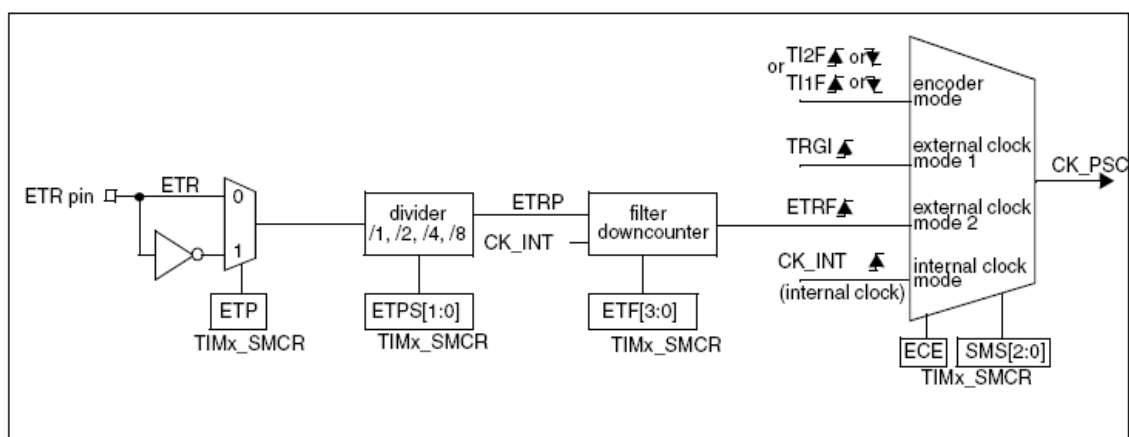 TI2F or
or TI1F or
encoder
mode
TRGI
external clock
mode 1
CK_PSC
ETR pin
ETR
0
1
divider
/1, /2, /4, /8
ETRP
CK_INT
filter
downcounter
ETRF
external clock
mode 2
CK_INT
(internal clock)
internal clock
mode
ETP
TIMx_SMCR
ETPS[1:0]
TIMx_SMCR
ETF[3:0]
TIMx_SMCR
ECE
SMS[2:0]
TIMx_SMCR